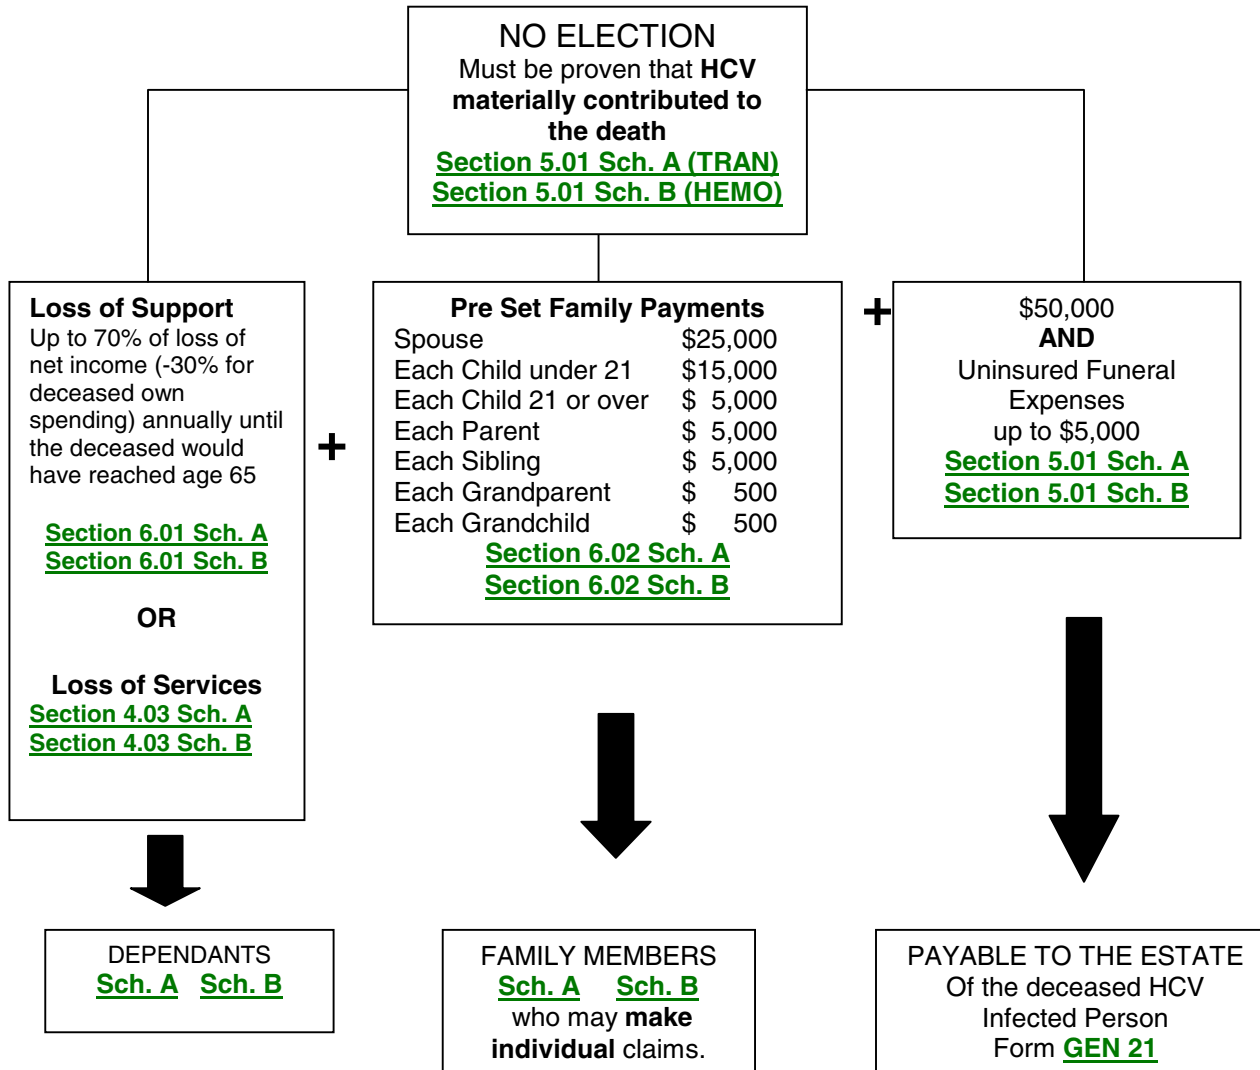 NO ELECTION
Must be proven that HCV
materially contributed to
the death
Section 5.01 Sch. A (TRAN)
Section 5.01 Sch. B (HEMO)
Loss of Support
Up to 70% of loss of
net income (-30% for
deceased own
spending) annually until
the deceased would
have reached age 65
Section 6.01 Sch. A
Section 6.01 Sch. B
OR
Loss of Services
Section 4.03 Sch. A
Section 4.03 Sch. B
+
Pre Set Family Payments
Spouse $25,000
Each Child under 21 $15,000
Each Child 21 or over $ 5,000
Each Parent $ 5,000
Each Sibling $ 5,000
Each Grandparent $ 500
Each Grandchild $ 500
Section 6.02 Sch. A
Section 6.02 Sch. B
+
$50,000
AND
Uninsured Funeral
Expenses
up to $5,000
Section 5.01 Sch. A
Section 5.01 Sch. B
DEPENDANTS
Sch. A Sch. B
FAMILY MEMBERS
Sch. A Sch. B
who may make
individual claims.
PAYABLE TO THE ESTATE
Of the deceased HCV
Infected Person
Form GEN 21